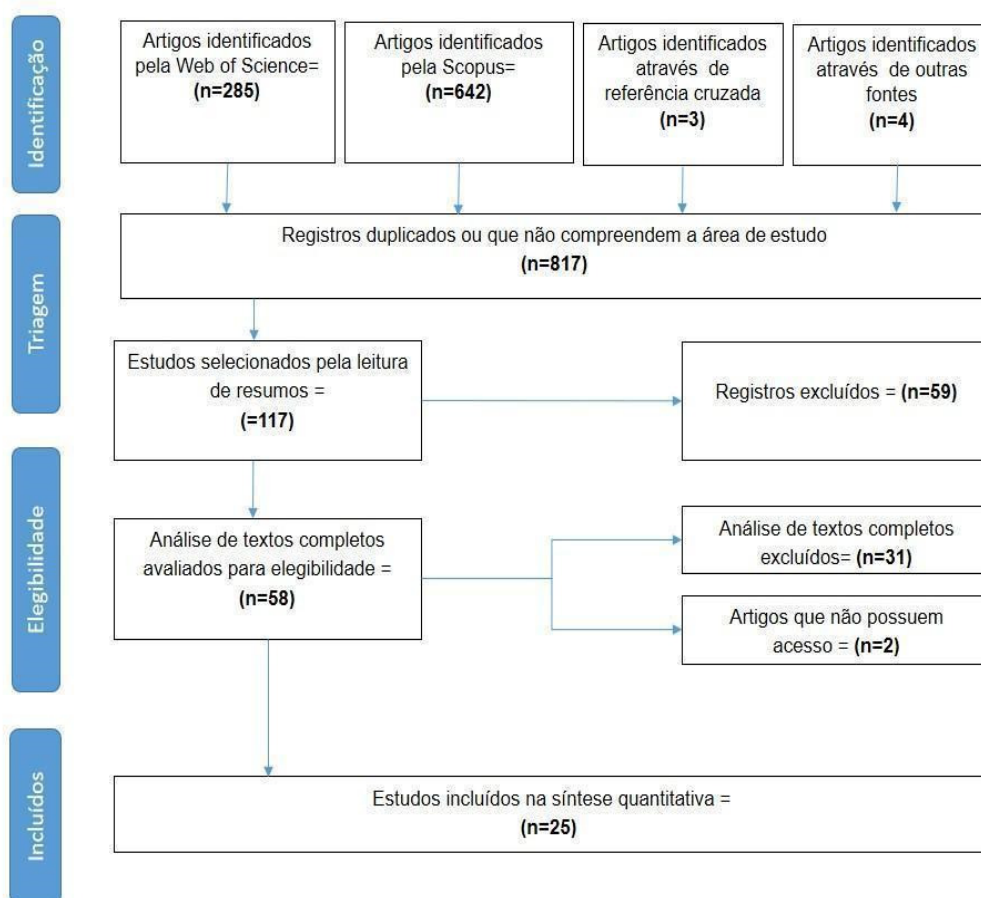 Identificação
Artigos identificados
pela Web of Science=
(n=285)
Artigos identificados
pela Scopus=
(n=642)
Artigos identificados
através de
referência cruzada
(n=3)
Artigos identificados
através de outras
fontes
(n=4)
Triagem
Registros duplicados ou que não compreendem a área de estudo
(n=817)
Estudos selecionados pela leitura
de resumos =
(=117)
Registros excluídos = (n=59)
Elegibilidade
Análise de textos completos
avaliados para elegibilidade =
(n=58)
Análise de textos completos
excluídos= (n=31)
Artigos que não possuem
acesso = (n=2)
Incluídos
Estudos incluídos na síntese quantitativa =
(n=25)